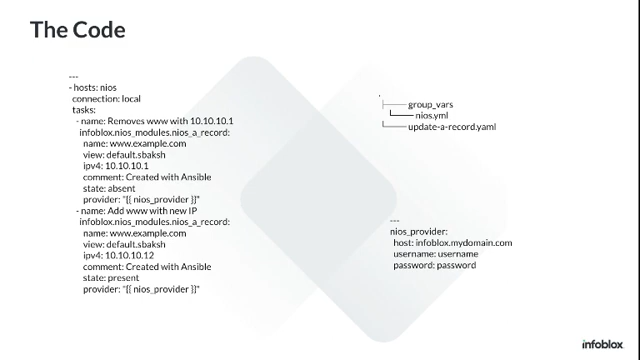 The Code
---
- hosts: nios
connection: local
tasks:
- name: Removes www with 10.10.10.1
infoblox.nios_modules.nios_a_record:
name: www.example.com
view: default.sbaksh
ipv4: 10.10.10.1
comment: Created with Ansible
state: absent
provider: "[[ nios_provider ]]"
- name: Add www with new IP
infoblox.nios_modules.nios_a_record:
name: www.example.com
view: default.sbaksh
ipv4: 10.10.10.12
comment: Created with Ansible
state: present
provider: "[[ nios_provider ]]"
.
├── group_vars
└── nios.yml
└── update-a-record.yaml
---
nios_provider:
host: infoblox.mydomain.com
username: username
password: password
infoblox